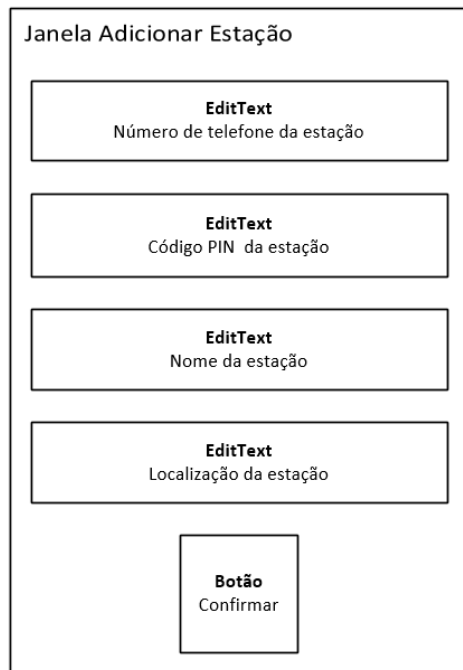 Janela Adicionar Estação
EditText
Número de telefone da estação
EditText
Código PIN da estação
EditText
Nome da estação
EditText
Localização da estação
Botão
Confirmar